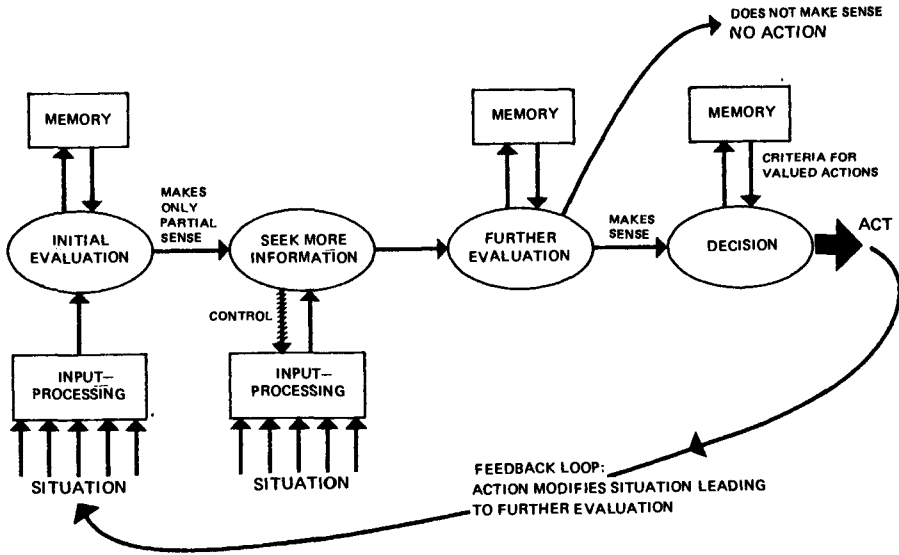 DOES NOT MAKE SENSE
NO ACTION
MEMORY
MEMORY
MEMORY
CRITERIA FOR
VALUED ACTIONS
MAKES
ONLY
PARTIAL
SENSE
INITIAL
EVALUATION
SEEK MORE
INFORMATION
FURTHER
EVALUATION
MAKES
SENSE
DECISION
ACT
CONTROL
INPUT—
PROCESSING
INPUT—
PROCESSING
SITUATION
SITUATION
FEEDBACK LOOP:
ACTION MODIFIES SITUATION LEADING
TO FURTHER EVALUATION